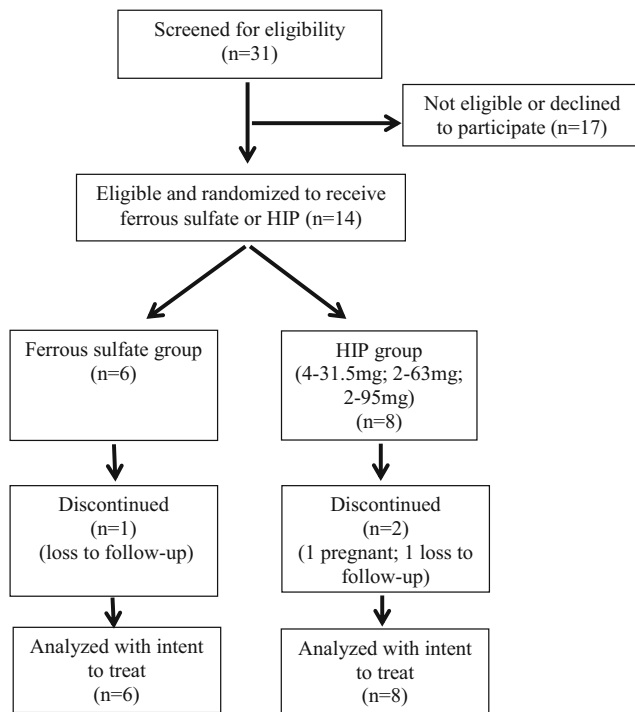 Screened for eligibility
(n=31)
Not eligible or declined
to participate (n=17)
Eligible and randomized to receive
ferrous sulfate or HIP (n=14)
Ferrous sulfate group
(n=6)
HIP group
(4-31.5mg; 2-63mg;
2-95mg)
(n=8)
Discontinued
(n=1)
(loss to follow-up)
Discontinued
(n=2)
(1 pregnant; 1 loss to
follow-up)
Analyzed with intent
to treat
(n=6)
Analyzed with intent
to treat
(n=8)